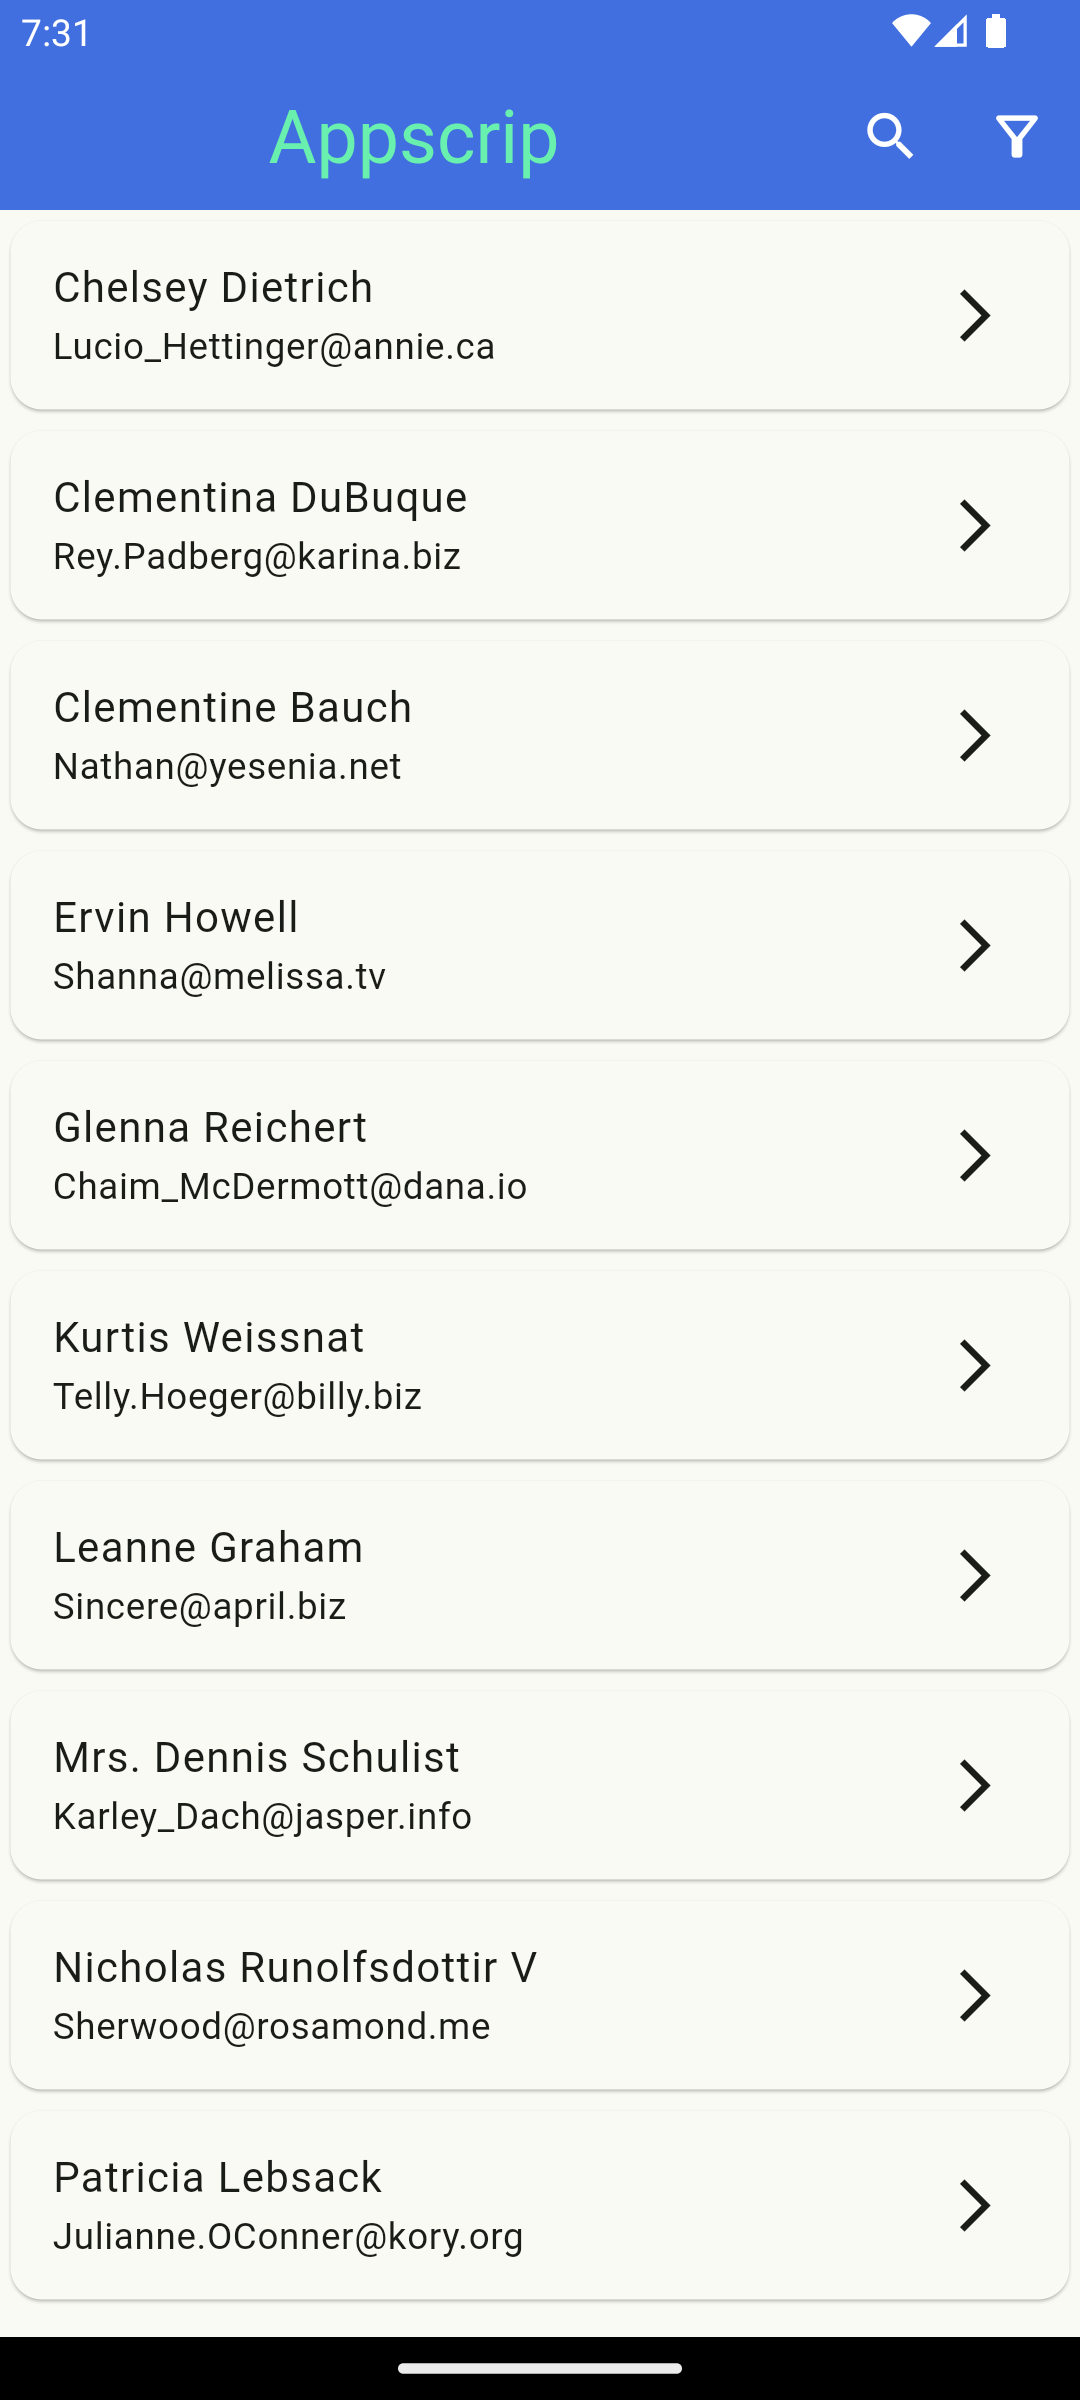 7:31
Appscrip
Chelsey Dietrich
Lucio_Hettinger@annie.ca
Clementina DuBuque
Rey.Padberg@karina.biz
Clementine Bauch
Nathan@yesenia.net
Ervin Howell
Shanna@melissa.tv
Glenna Reichert
Chaim_McDermott@dana.io
Kurtis Weissnat
Telly.Hoeger@billy.biz
Leanne Graham
Sincere@april.biz
Mrs. Dennis Schulist
Karley_Dach@jasper.info
Nicholas Runolfsdottir V
Sherwood@rosamond.me
Patricia Lebsack
Julianne.OConner@kory.org